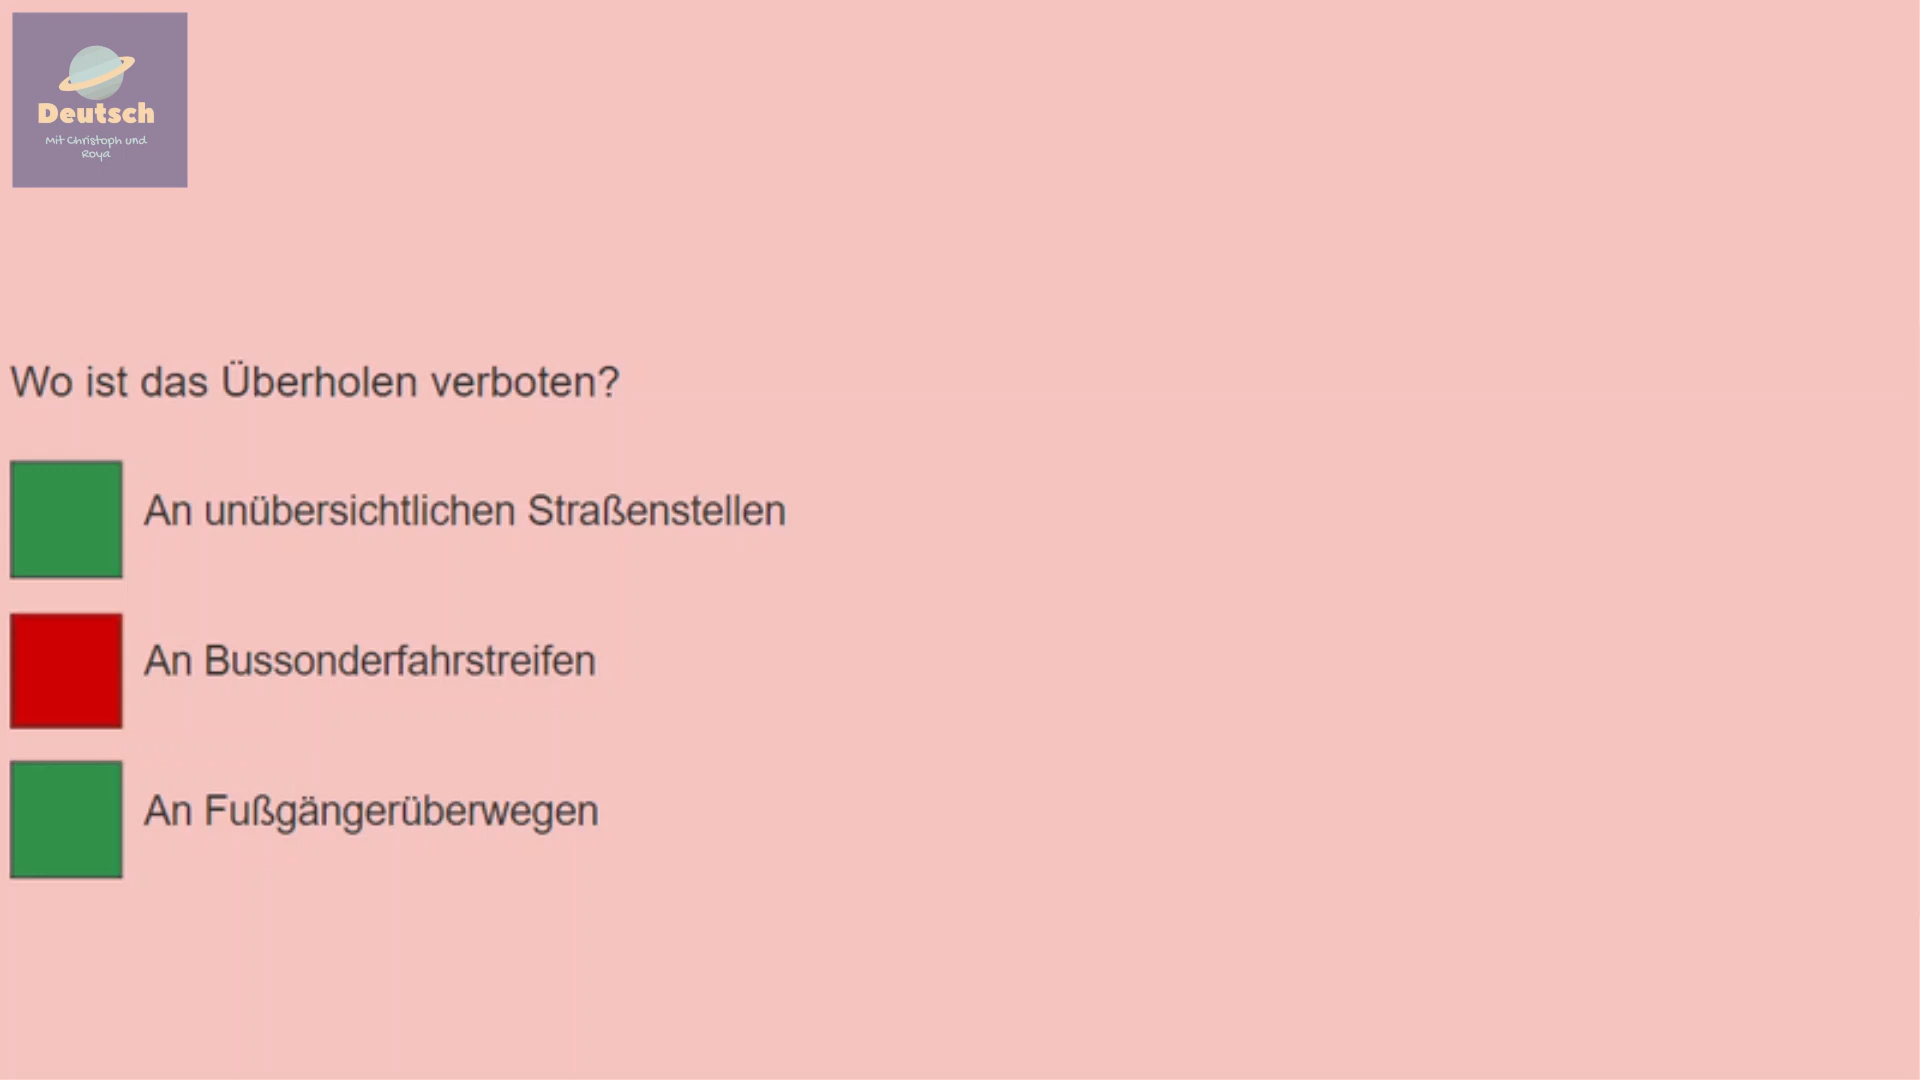 Deutsch
Mit Christoph und
Roya
Wo ist das Überholen verboten?
An unübersichtlichen Straßenstellen
An Bussonderfahrstreifen
An Fußgängerüberwegen